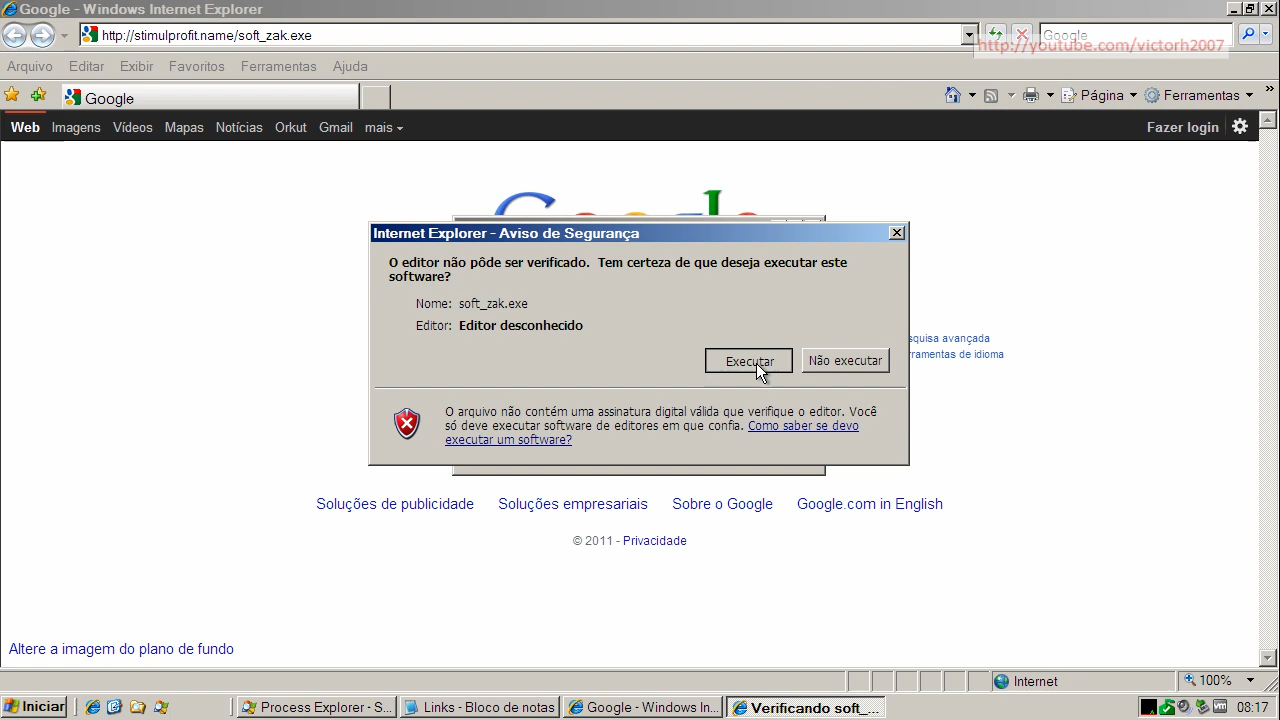 Google - Windows Internet Explorer
http://stimulprofit.name/soft_zak.exe
Google
http://youtube.com/victorh2007
Arquivo Editar Exibir Favoritos Ferramentas Ajuda
Google
Página Ferramentas »
Web Imagens Vídeos Mapas Notícias Orkut Gmail mais
Fazer login
Internet Explorer - Aviso de Segurança
O editor não pôde ser verificado. Tem certeza de que deseja executar este
software?
Nome: soft_zak.exe
Editor: Editor desconhecido
squisa avançada
rramentas de idioma
Executar Não executar
O arquivo não contém uma assinatura digital válida que verifique o editor. Você
só deve executar software de editores em que confia. Como saber se devo
executar um software?
Soluções de publicidade Soluções empresariais Sobre o Google Google.com in English
© 2011 - Privacidade
Altere a imagem do plano de fundo
Internet 100%
Iniciar Process Explorer - S... Links - Bloco de notas Google - Windows In... Verificando soft_... 08:17